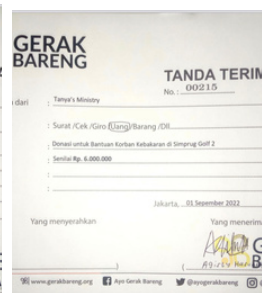 GERAK
BARENG
TANDA TERIM
No. : 00215
dari : Tanya's Ministry
: Surat /Cek /Giro /Uang/Barang /Dll
: Donasi untuk Bantuan Korban Kebakaran di Simprug Golf 2
: Senilai Rp. 6.000.000
:
Jakarta, 01 September 2022
Yang menyerahkan Yang menerim
www.gerakbareng.org Ayo Gerak Bareng @ayogerakbareng